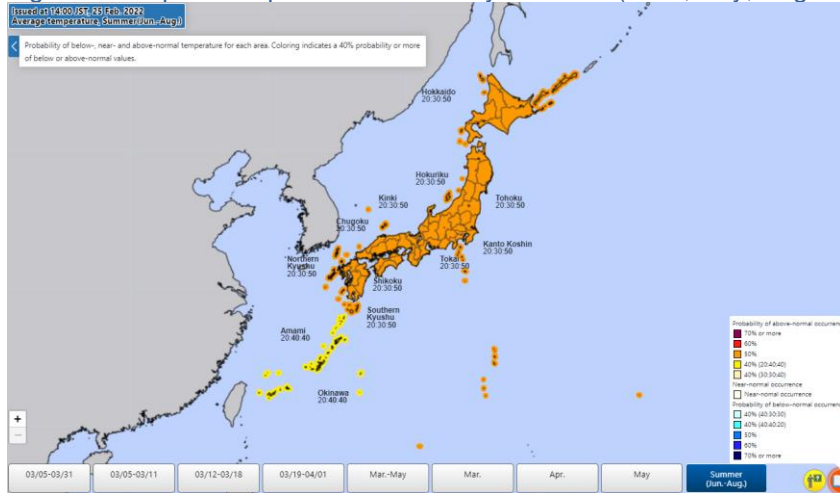 Issued at 14:00 JST, 25 Feb. 2022
Average temperature, Summer(Jun.-Aug.)
Probability of below-, near- and above-normal temperature for each area. Coloring indicates a 40% probability or more
of below or above-normal values.
Hokkaido
20:30:50
Hokuriku
20:30:50
Tohoku
20:30:50
Kinki
20:30:50
Chugoku
20:30:50
Kanto Koshin
20:30:50
Tokai
20:30:50
Northern
Kyushu
20:30:50
Shikoku
20:30:50
Southern
Kyushu
20:30:50
Amami
20:40:40
Okinawa
20:40:40
Probability of above-normal occurrence
70% or more
60%
50%
40% (20:40:40)
40% (30:30:40)
Near-normal occurrence
Near-normal occurrence
Probability of below-normal occurrence
40% (40:30:30)
40% (40:40:20)
50%
60%
70% or more
+
−
03/05-03/31
03/05-03/11
03/12-03/18
03/19-04/01
Mar.-May
Mar.
Apr.
May
Summer
(Jun.-Aug.)